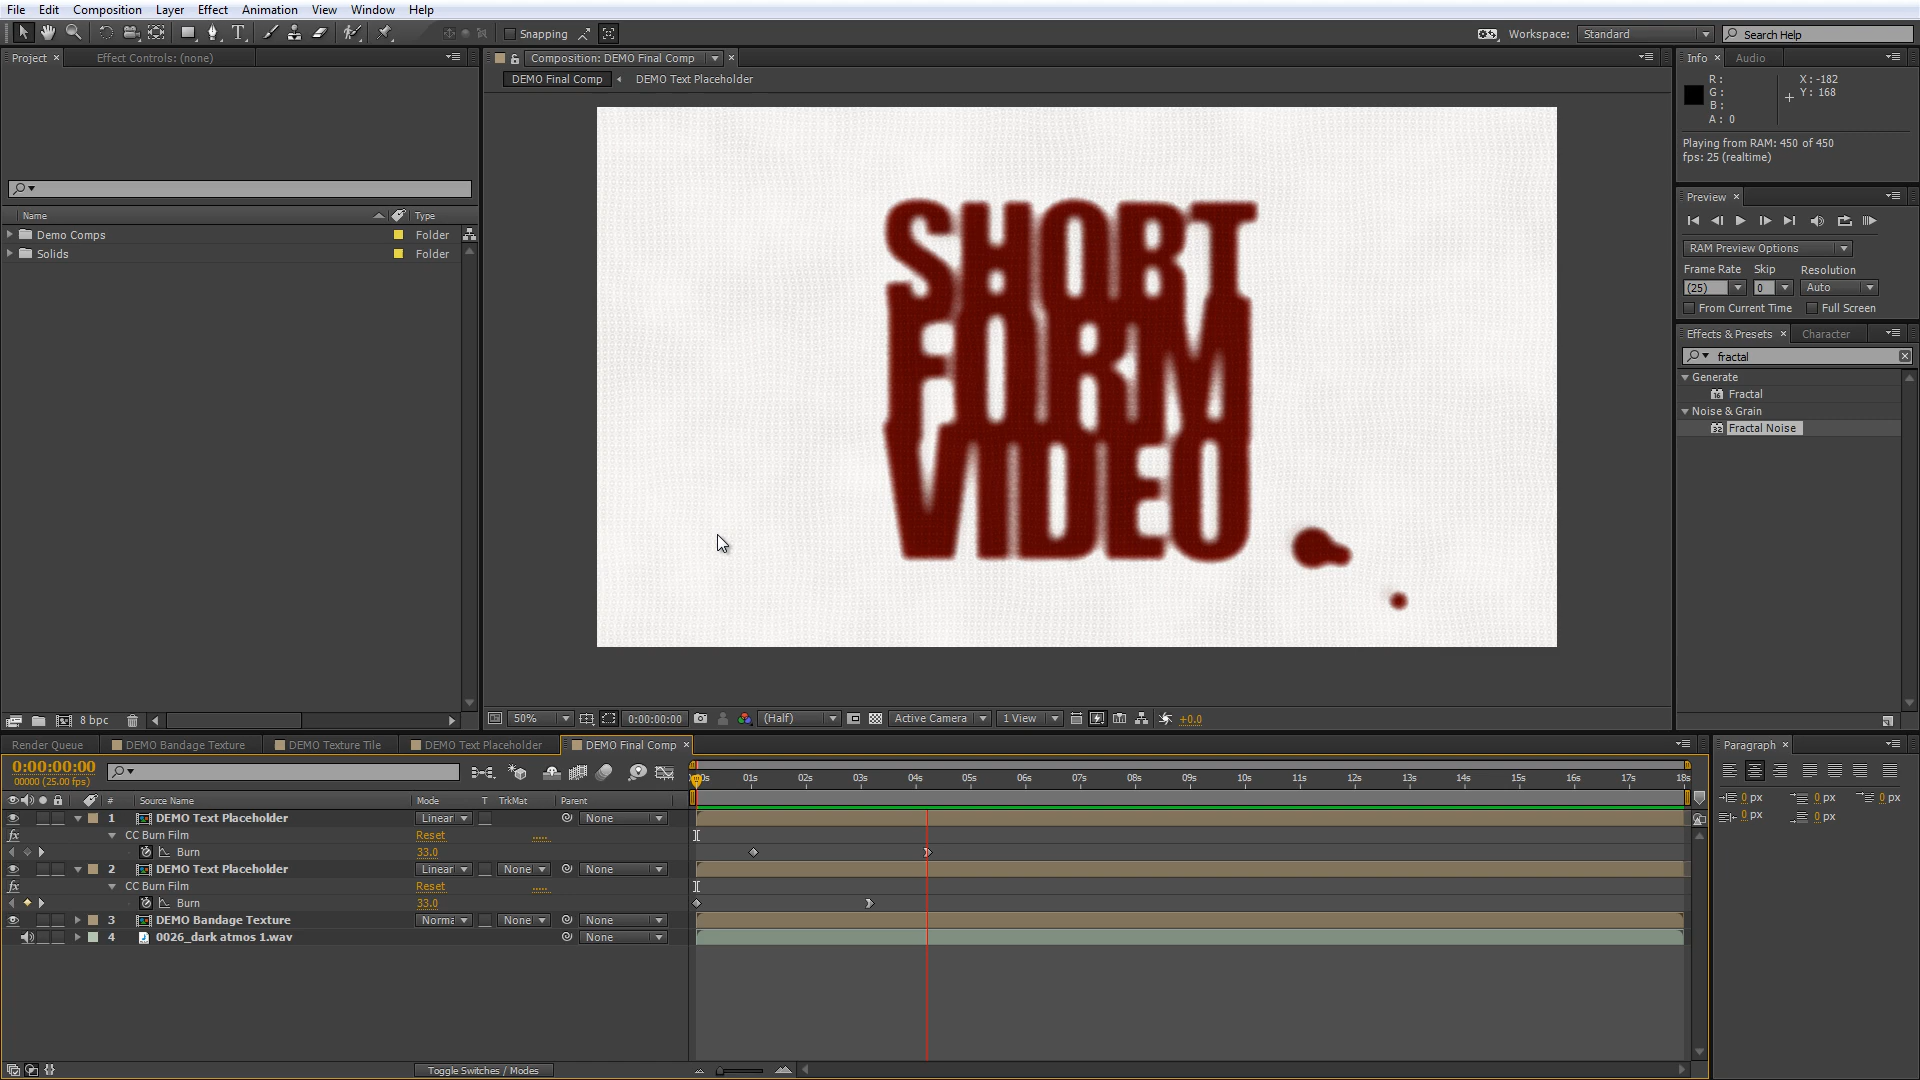 File Edit Composition Layer Effect Animation View Window Help
Snapping
Workspace: Standard
Search Help
Project × Effect Controls: (none)
Composition: DEMO Final Comp
DEMO Final Comp DEMO Text Placeholder
Info × Audio
R :
G :
B :
A : 0
X : -182
Y : 168
Playing from RAM: 450 of 450
fps: 25 (realtime)
Name Type
Demo Comps Folder
Solids Folder
SHORT
FORM
VIDEO
Preview ×
RAM Preview Options
Frame Rate Skip Resolution
(25) 0 Auto
From Current Time Full Screen
Effects & Presets × Character
fractal
Generate
Fractal
Noise & Grain
Fractal Noise
8 bpc
50% 0:00:00:00 (Half) Active Camera 1 View +0.0
Render Queue DEMO Bandage Texture DEMO Texture Tile DEMO Text Placeholder DEMO Final Comp ×
Paragraph ×
0:00:00:00
00000 (25.00 fps)
01s 02s 03s 04s 05s 06s 07s 08s 09s 10s 11s 12s 13s 14s 15s 16s 17s 18s
# Source Name Mode T TrkMat Parent
1 DEMO Text Placeholder Linear None
CC Burn Film Reset .....
Burn 33.0
2 DEMO Text Placeholder Linear None None
CC Burn Film Reset .....
Burn 33.0
3 DEMO Bandage Texture Norma None None
4 0026_dark atmos 1.wav None
0 px 0 px 0 px
0 px 0 px
Toggle Switches / Modes